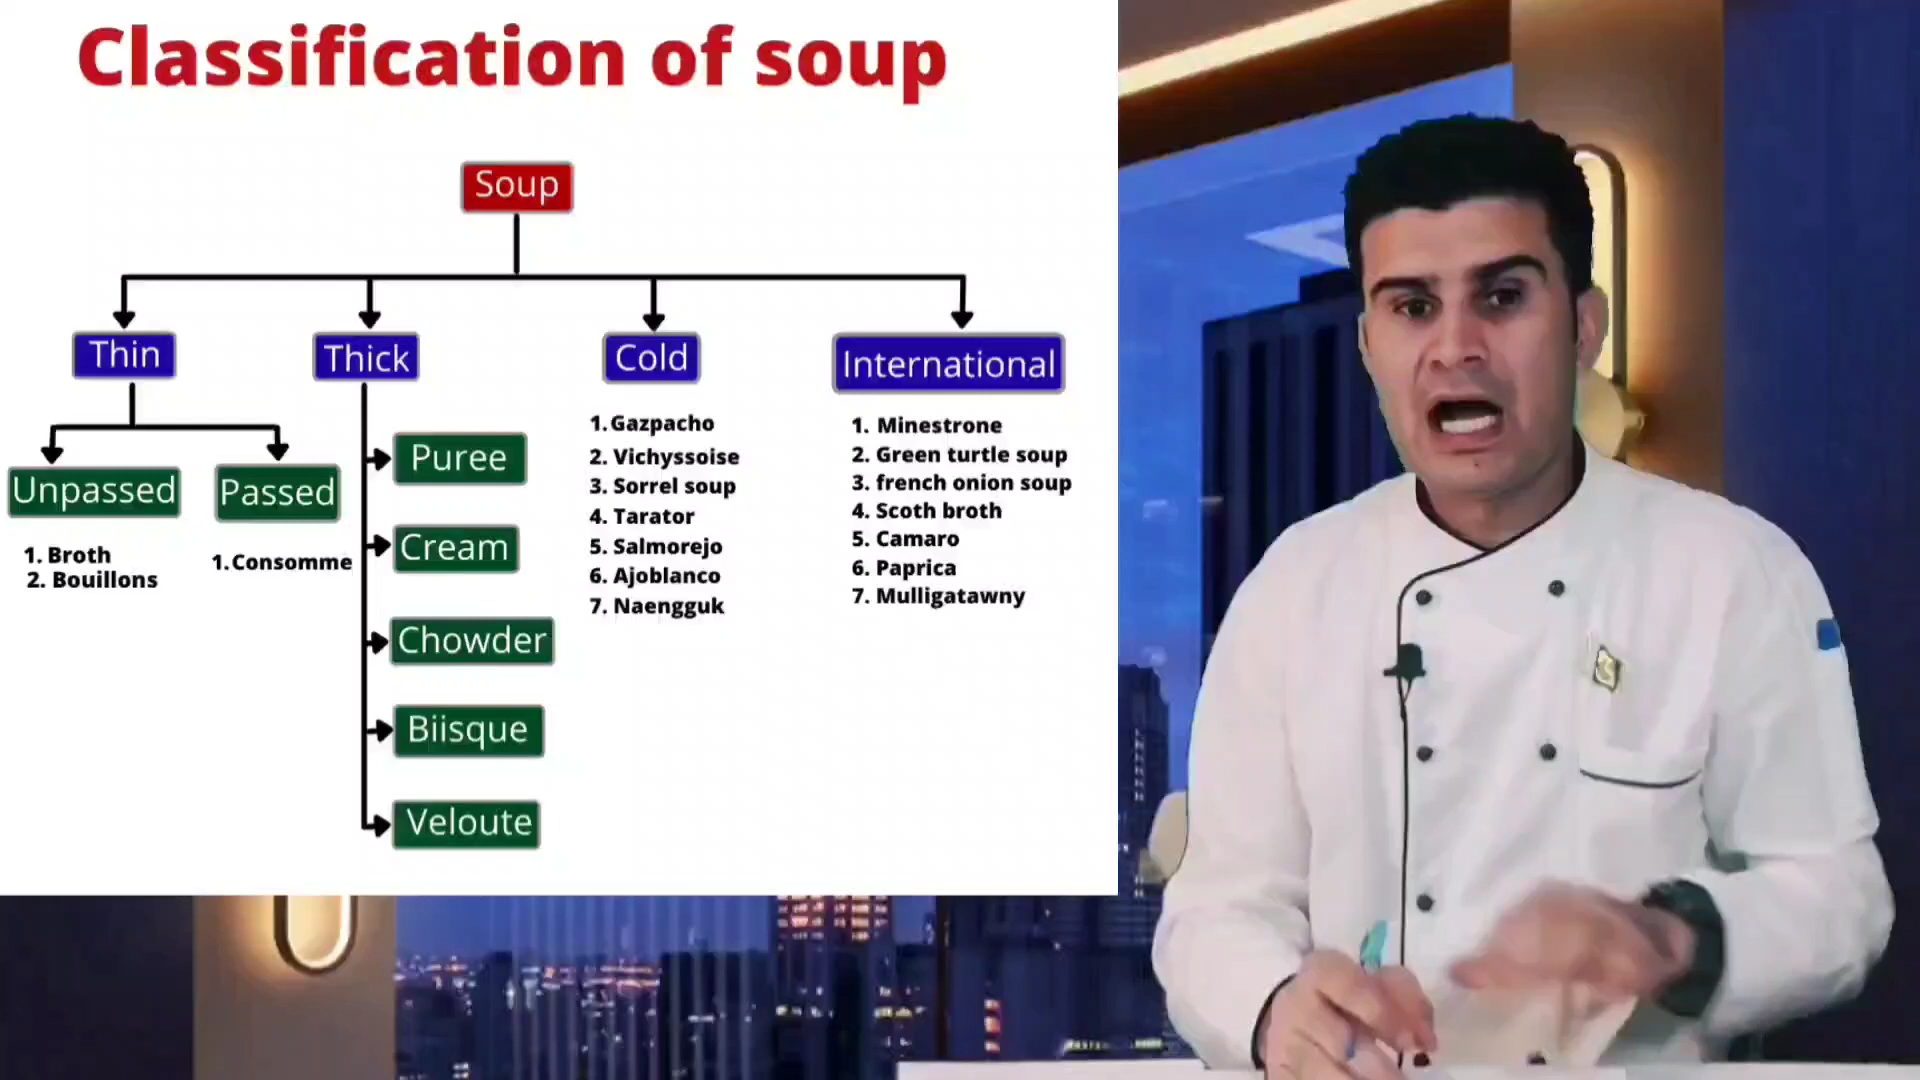 Classification of soup
Soup
Thin
Thick
Cold
International
Unpassed
Passed
1. Broth
2. Bouillons
1. Consomme
Puree
Cream
Chowder
Biisque
Veloute
1. Gazpacho
2. Vichyssoise
3. Sorrel soup
4. Tarator
5. Salmorejo
6. Ajoblanco
7. Naengguk
1. Minestrone
2. Green turtle soup
3. french onion soup
4. Scoth broth
5. Camaro
6. Paprica
7. Mulligatawny